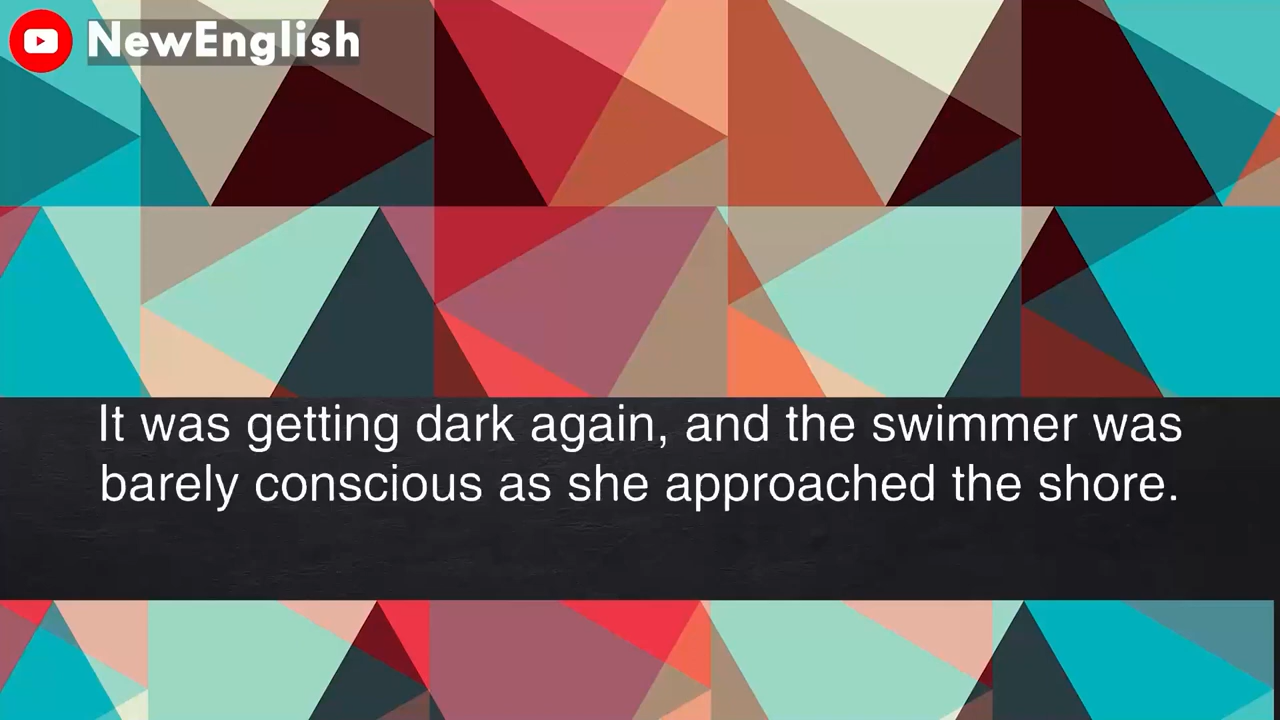 NewEnglish
It was getting dark again, and the swimmer was
barely conscious as she approached the shore.